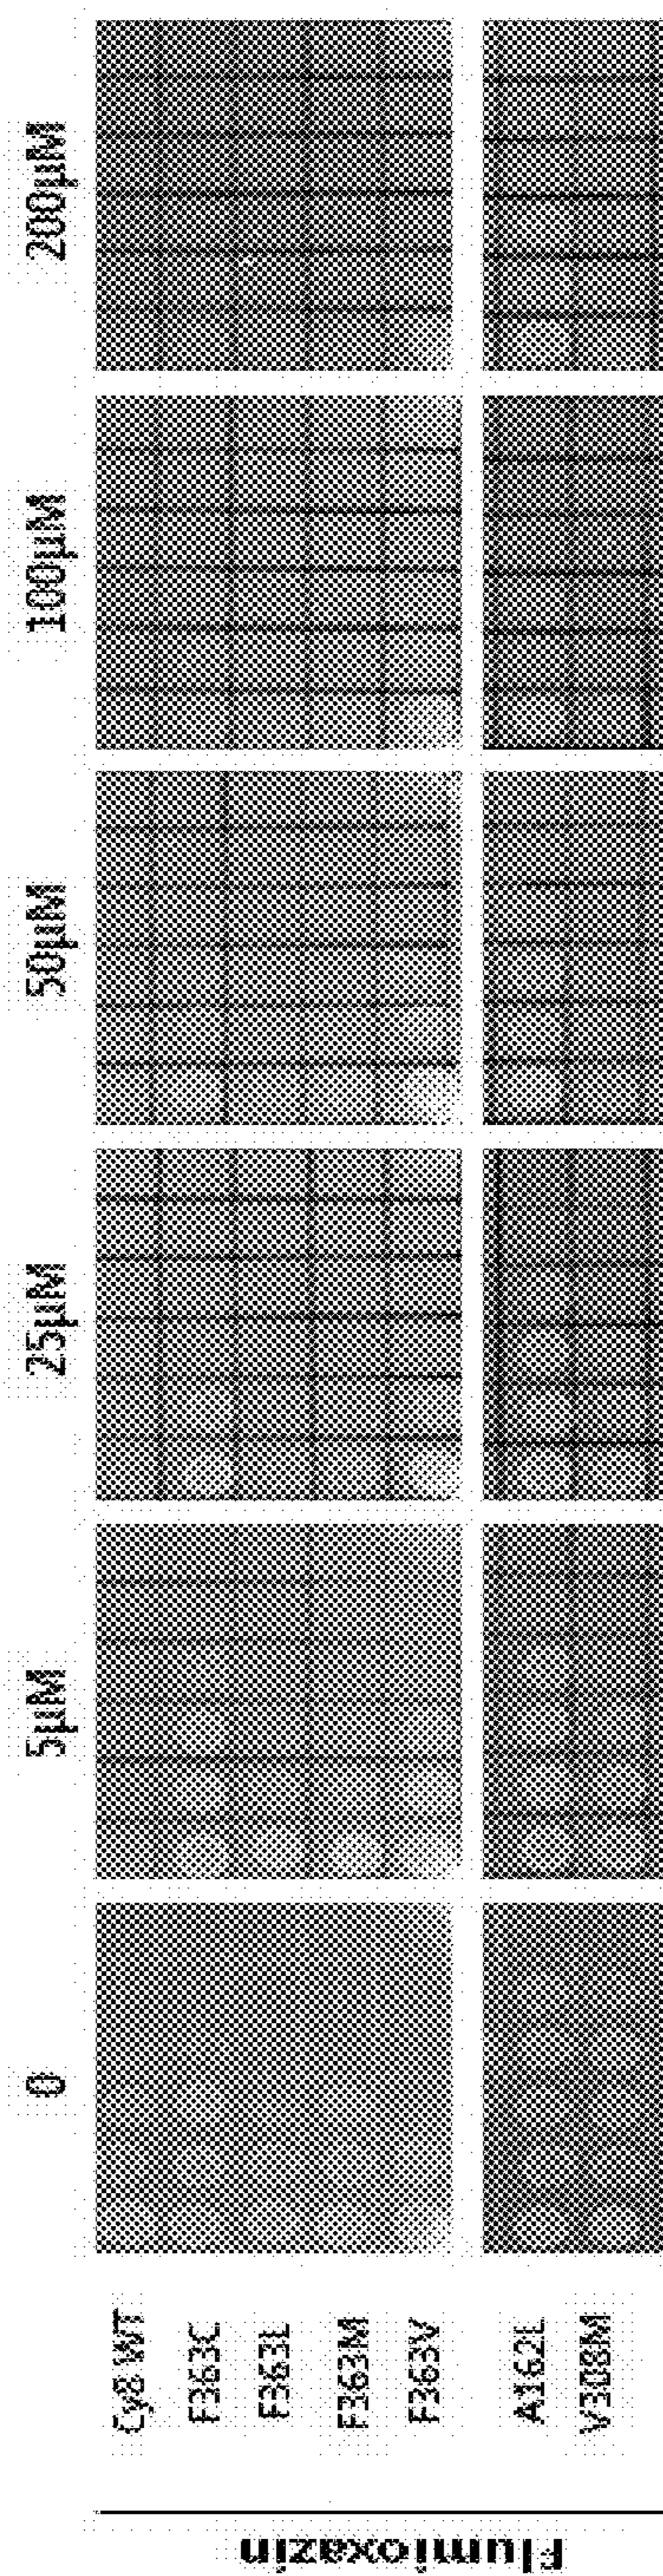 0 5µM 25µM 50µM 100µM 200µM
Flumioxazin
Cy8 WT
F363C
F363L
F363M
F363V
A162L
V308M